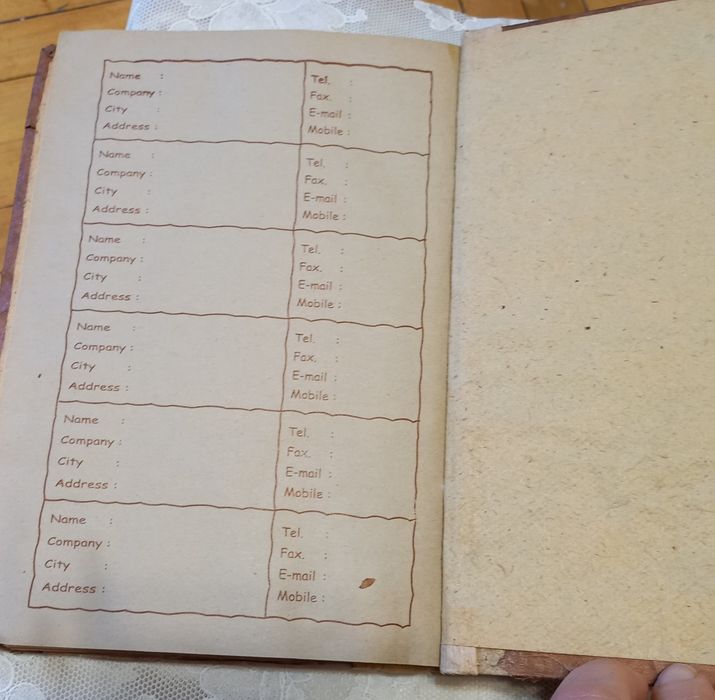 Name :
Company :
City :
Address :
Tel. :
Fax. :
E-mail :
Mobile :
Name :
Company :
City :
Address :
Tel. :
Fax. :
E-mail :
Mobile :
Name :
Company :
City :
Address :
Tel. :
Fax. :
E-mail :
Mobile :
Name :
Company :
City :
Address :
Tel. :
Fax. :
E-mail :
Mobile :
Name :
Company :
City :
Address :
Tel. :
Fax. :
E-mail :
Mobile :
Name :
Company :
City :
Address :
Tel. :
Fax. :
E-mail :
Mobile :